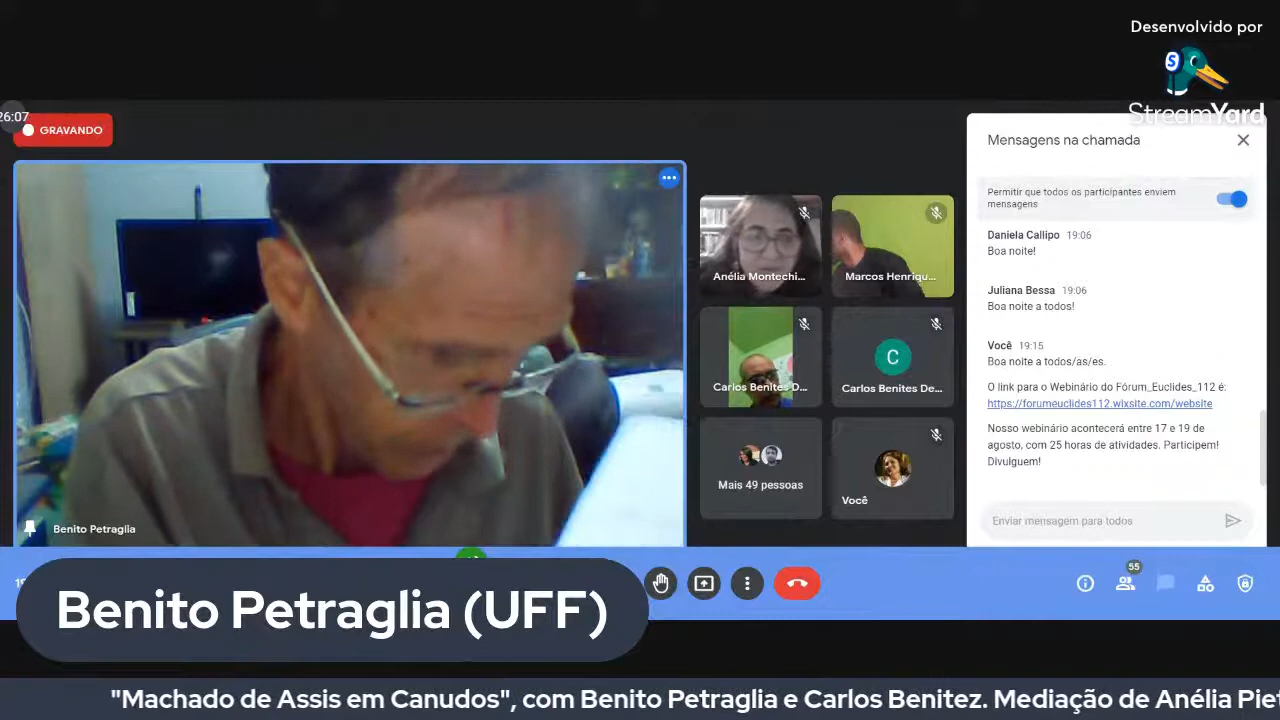 Desenvolvido por
StreamYard
26:07
GRAVANDO
Mensagens na chamada
Permitir que todos os participantes enviem
mensagens
Daniela Callipo 19:06
Boa noite!
Juliana Bessa 19:06
Boa noite a todos!
Você 19:15
Boa noite a todos/as/es.
O link para o Webinário do Fórum_Euclides_112 é:
https://forumeuclides112.wixsite.com/website
Nosso webinário acontecerá entre 17 e 19 de
agosto, com 25 horas de atividades. Participem!
Divulguem!
Enviar mensagem para todos
Anélia Montechi...
Marcos Henriqu...
Carlos Benites D...
C
Carlos Benites De...
Mais 49 pessoas
Você
Benito Petraglia
55
Benito Petraglia (UFF)
"Machado de Assis em Canudos", com Benito Petraglia e Carlos Benitez. Mediação de Anélia Piet